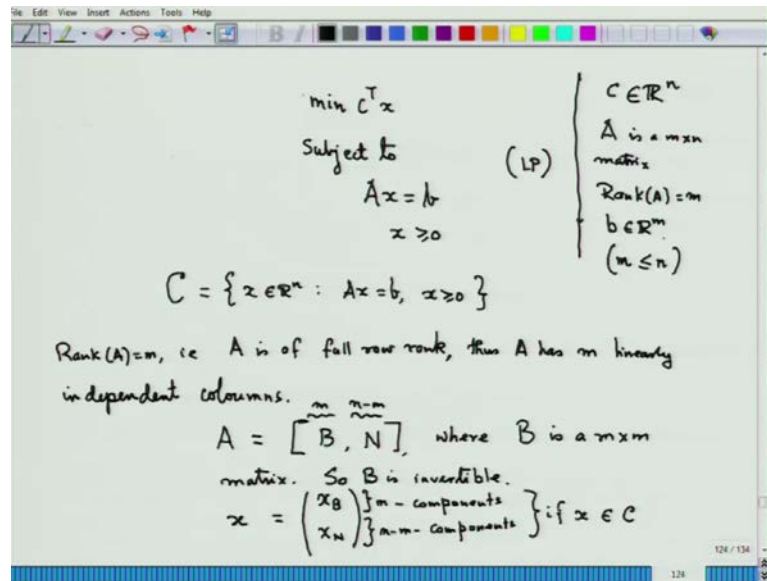 File Edit View Insert Actions Tools Help
min C^T x
Subject to
Ax = b
x ≥ 0
(LP)
C ∈ ℝ^n
A is a m×n
matrix
Rank(A) = m
b ∈ ℝ^m
(m ≤ n)
C = { x ∈ ℝ^n : Ax = b, x ≥ 0 }
Rank(A) = m, ie A is of full row rank, thus A has m linearly
independent coloumns.
m n-m
A = [ B , N ], where B is a m×m
matrix. So B is invertible.
x = ( x_B x_N ) } m - components } n-m- components } if x ∈ C
124 / 134
124